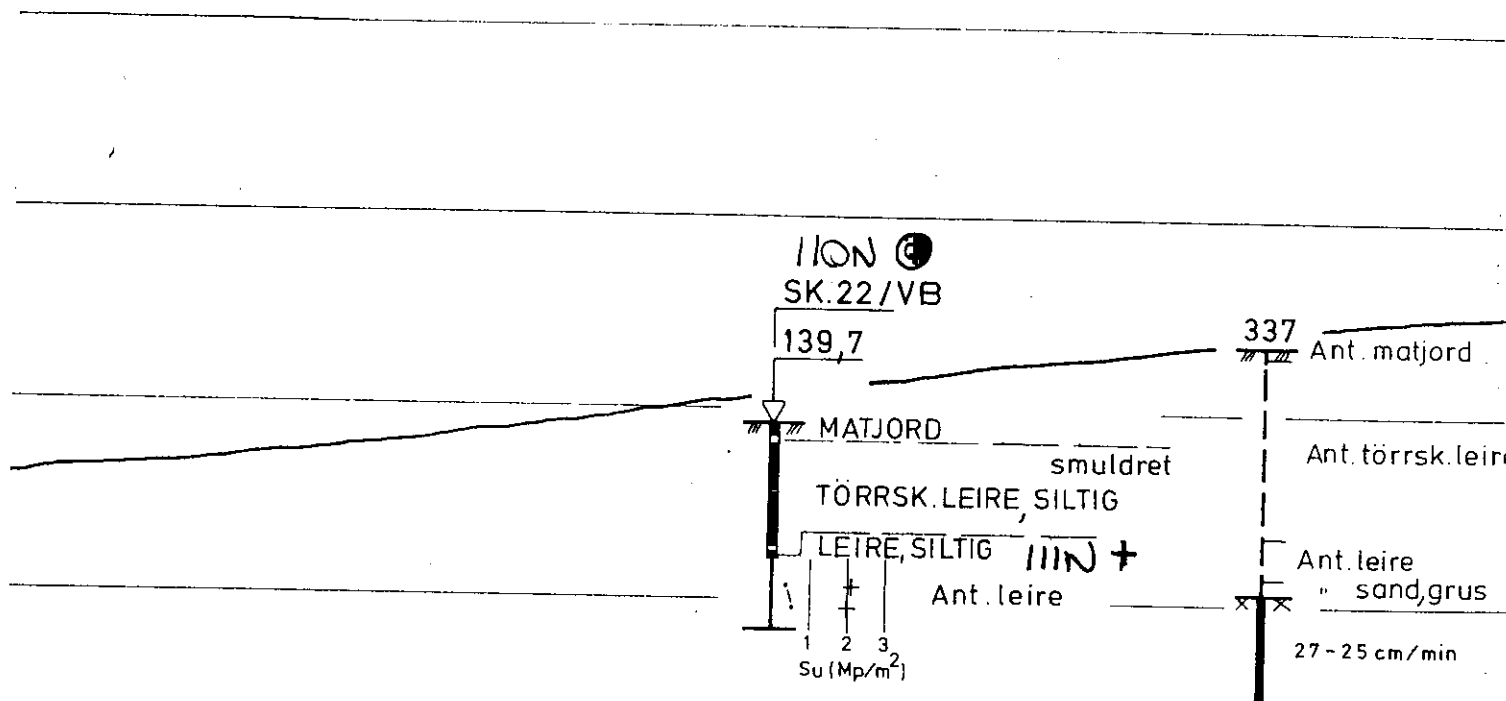 110N
SK.22/VB
139,7
337
Ant. matjord
MATJORD
smuldret
Ant. törrsk.leire
TÖRRSK. LEIRE, SILTIG
LEIRE, SILTIG 111N +
Ant. leire
Ant. leire
" sand,grus
1 2 3
Su (Mp/m²)
27-25 cm/min